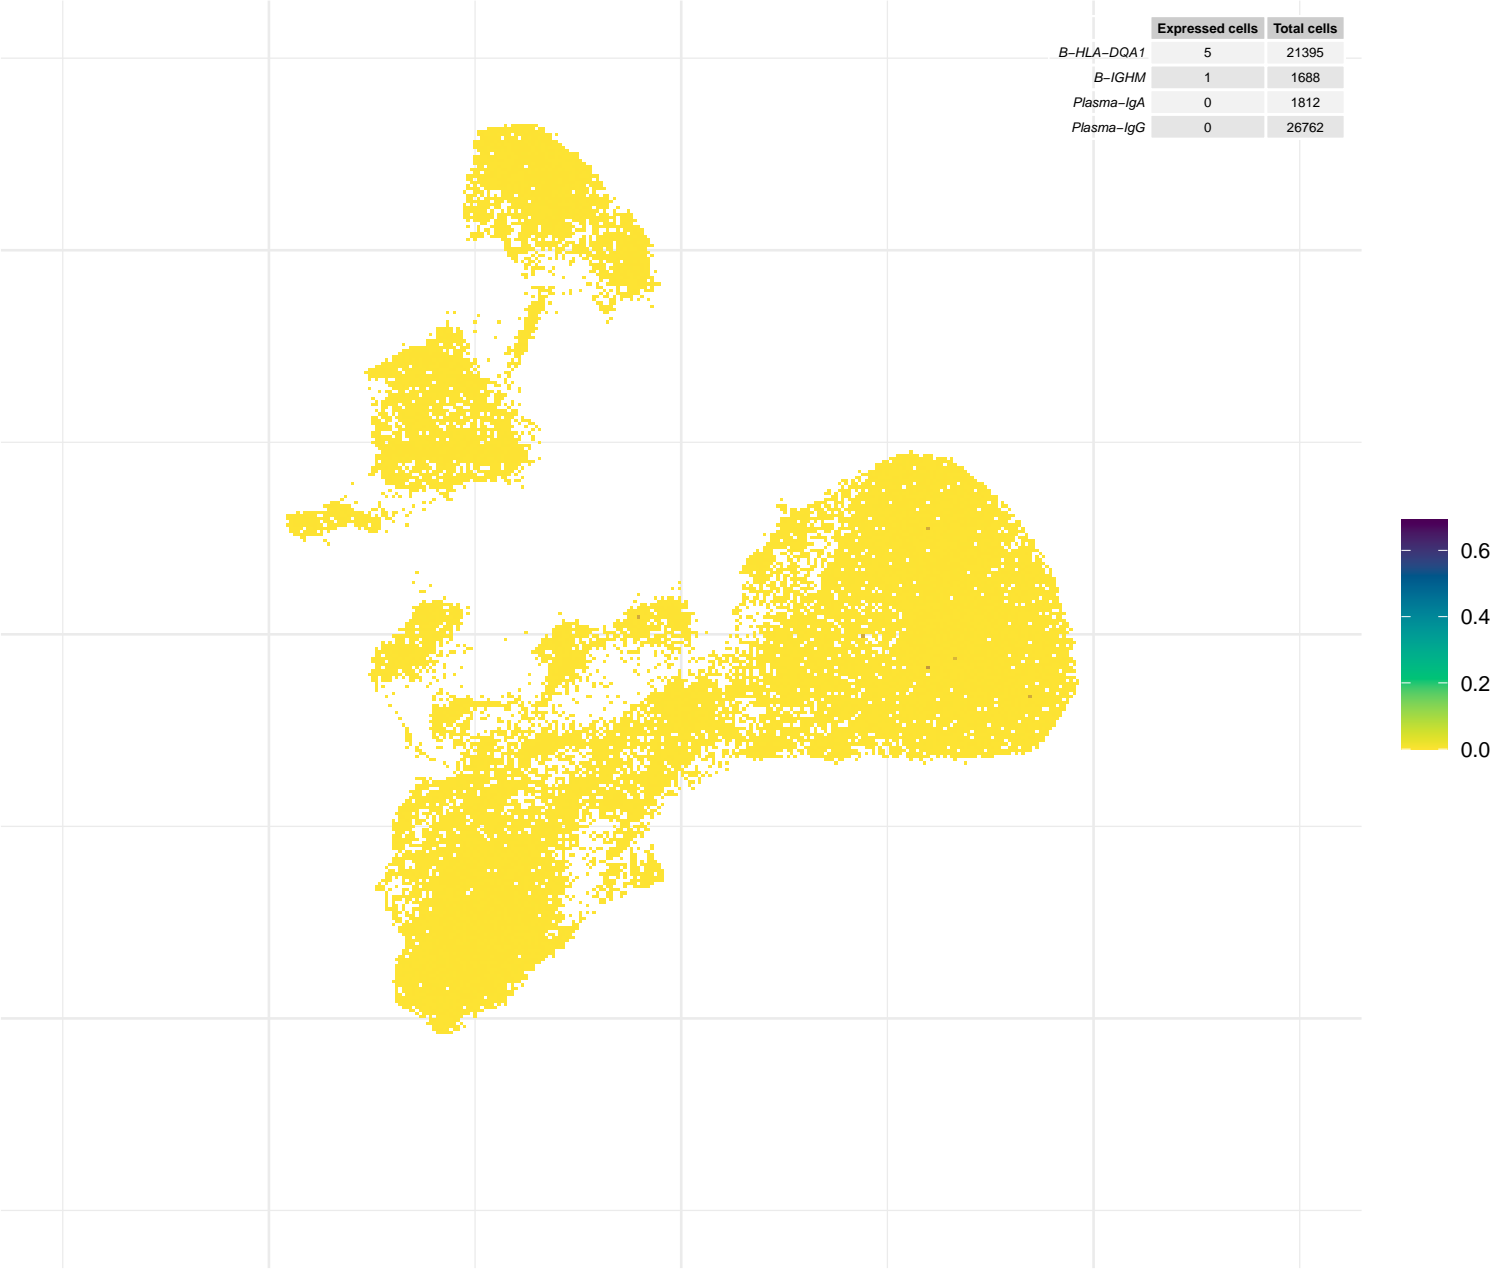 Expressed cells Total cells
B−HLA−DQA1 5 21395
B−IGHM 1 1688
Plasma−IgA 0 1812
Plasma−IgG 0 26762
0.6
0.4
0.2
0.0